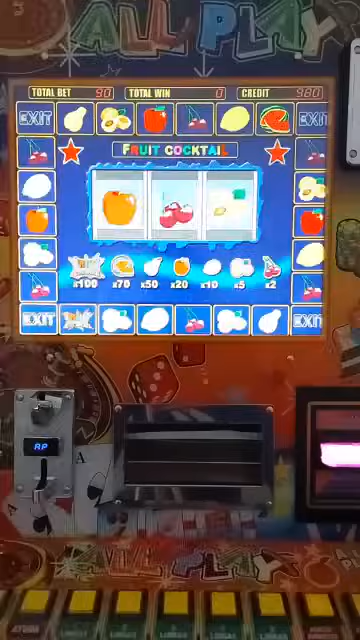 ALL PLAY
TOTAL BET 90 TOTAL WIN 0 CREDIT 980
EXIT EXIT
FRUIT COCKTAIL
x100 x70 x50 x20 x10 x5 x2
EXIT EXIT
AP
A
ALL PLAY